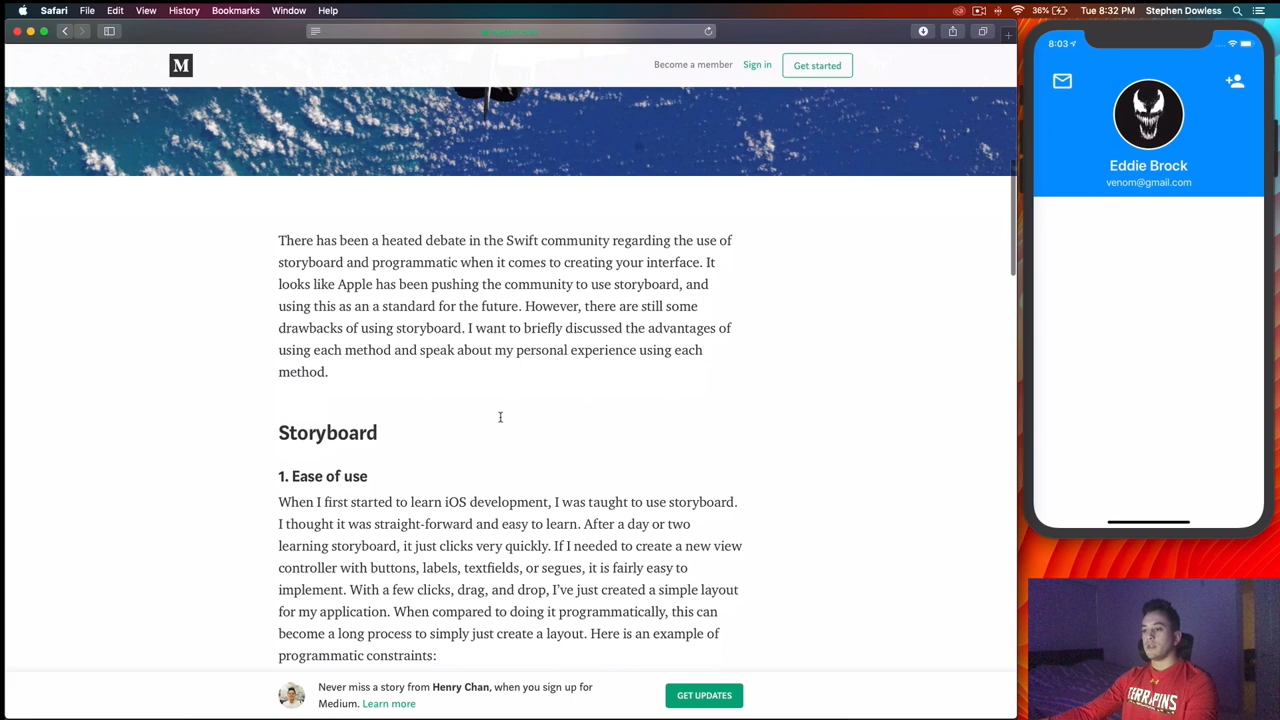 Safari File Edit View History Bookmarks Window Help
36% Tue 8:32 PM Stephen Dowless
M
Become a member Sign in Get started
There has been a heated debate in the Swift community regarding the use of
storyboard and programmatic when it comes to creating your interface. It
looks like Apple has been pushing the community to use storyboard, and
using this as an a standard for the future. However, there are still some
drawbacks of using storyboard. I want to briefly discussed the advantages of
using each method and speak about my personal experience using each
method.
Storyboard
1. Ease of use
When I first started to learn iOS development, I was taught to use storyboard.
I thought it was straight-forward and easy to learn. After a day or two
learning storyboard, it just clicks very quickly. If I needed to create a new view
controller with buttons, labels, textfields, or segues, it is fairly easy to
implement. With a few clicks, drag, and drop, I've just created a simple layout
for my application. When compared to doing it programmatically, this can
become a long process to simply just create a layout. Here is an example of
programmatic constraints:
Never miss a story from Henry Chan, when you sign up for
Medium. Learn more
GET UPDATES
8:03
Eddie Brock
venom@gmail.com
TERRAPINS